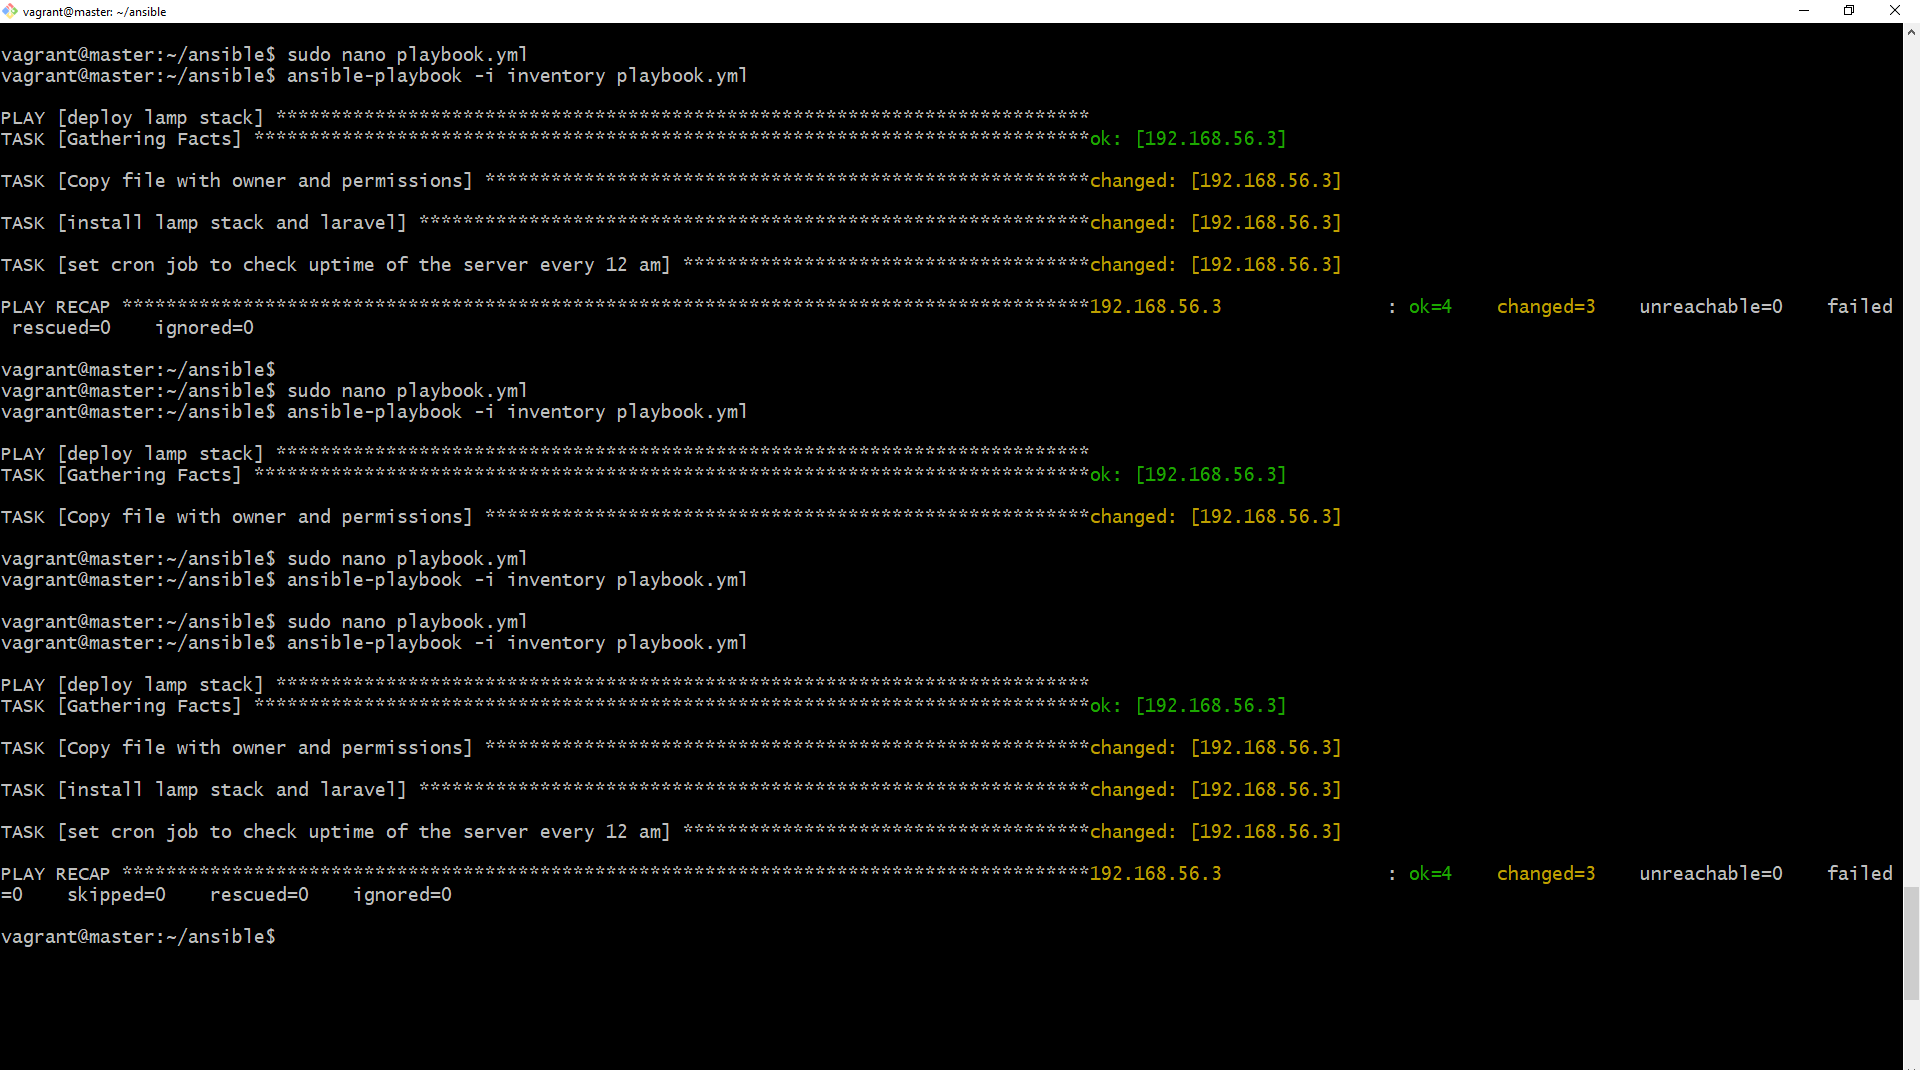 vagrant@master: ~/ansible
vagrant@master:~/ansible$ sudo nano playbook.yml
vagrant@master:~/ansible$ ansible-playbook -i inventory playbook.yml
PLAY [deploy lamp stack] **************************************************************************
TASK [Gathering Facts] ****************************************************************************ok: [192.168.56.3]
TASK [Copy file with owner and permissions] *******************************************************changed: [192.168.56.3]
TASK [install lamp stack and laravel] *************************************************************changed: [192.168.56.3]
TASK [set cron job to check uptime of the server every 12 am] *************************************changed: [192.168.56.3]
PLAY RECAP ****************************************************************************************192.168.56.3               : ok=4    changed=3    unreachable=0    failed
 rescued=0    ignored=0
vagrant@master:~/ansible$
vagrant@master:~/ansible$ sudo nano playbook.yml
vagrant@master:~/ansible$ ansible-playbook -i inventory playbook.yml
PLAY [deploy lamp stack] **************************************************************************
TASK [Gathering Facts] ****************************************************************************ok: [192.168.56.3]
TASK [Copy file with owner and permissions] *******************************************************changed: [192.168.56.3]
vagrant@master:~/ansible$ sudo nano playbook.yml
vagrant@master:~/ansible$ ansible-playbook -i inventory playbook.yml
vagrant@master:~/ansible$ sudo nano playbook.yml
vagrant@master:~/ansible$ ansible-playbook -i inventory playbook.yml
PLAY [deploy lamp stack] **************************************************************************
TASK [Gathering Facts] ****************************************************************************ok: [192.168.56.3]
TASK [Copy file with owner and permissions] *******************************************************changed: [192.168.56.3]
TASK [install lamp stack and laravel] *************************************************************changed: [192.168.56.3]
TASK [set cron job to check uptime of the server every 12 am] *************************************changed: [192.168.56.3]
PLAY RECAP ****************************************************************************************192.168.56.3               : ok=4    changed=3    unreachable=0    failed
=0    skipped=0    rescued=0    ignored=0
vagrant@master:~/ansible$